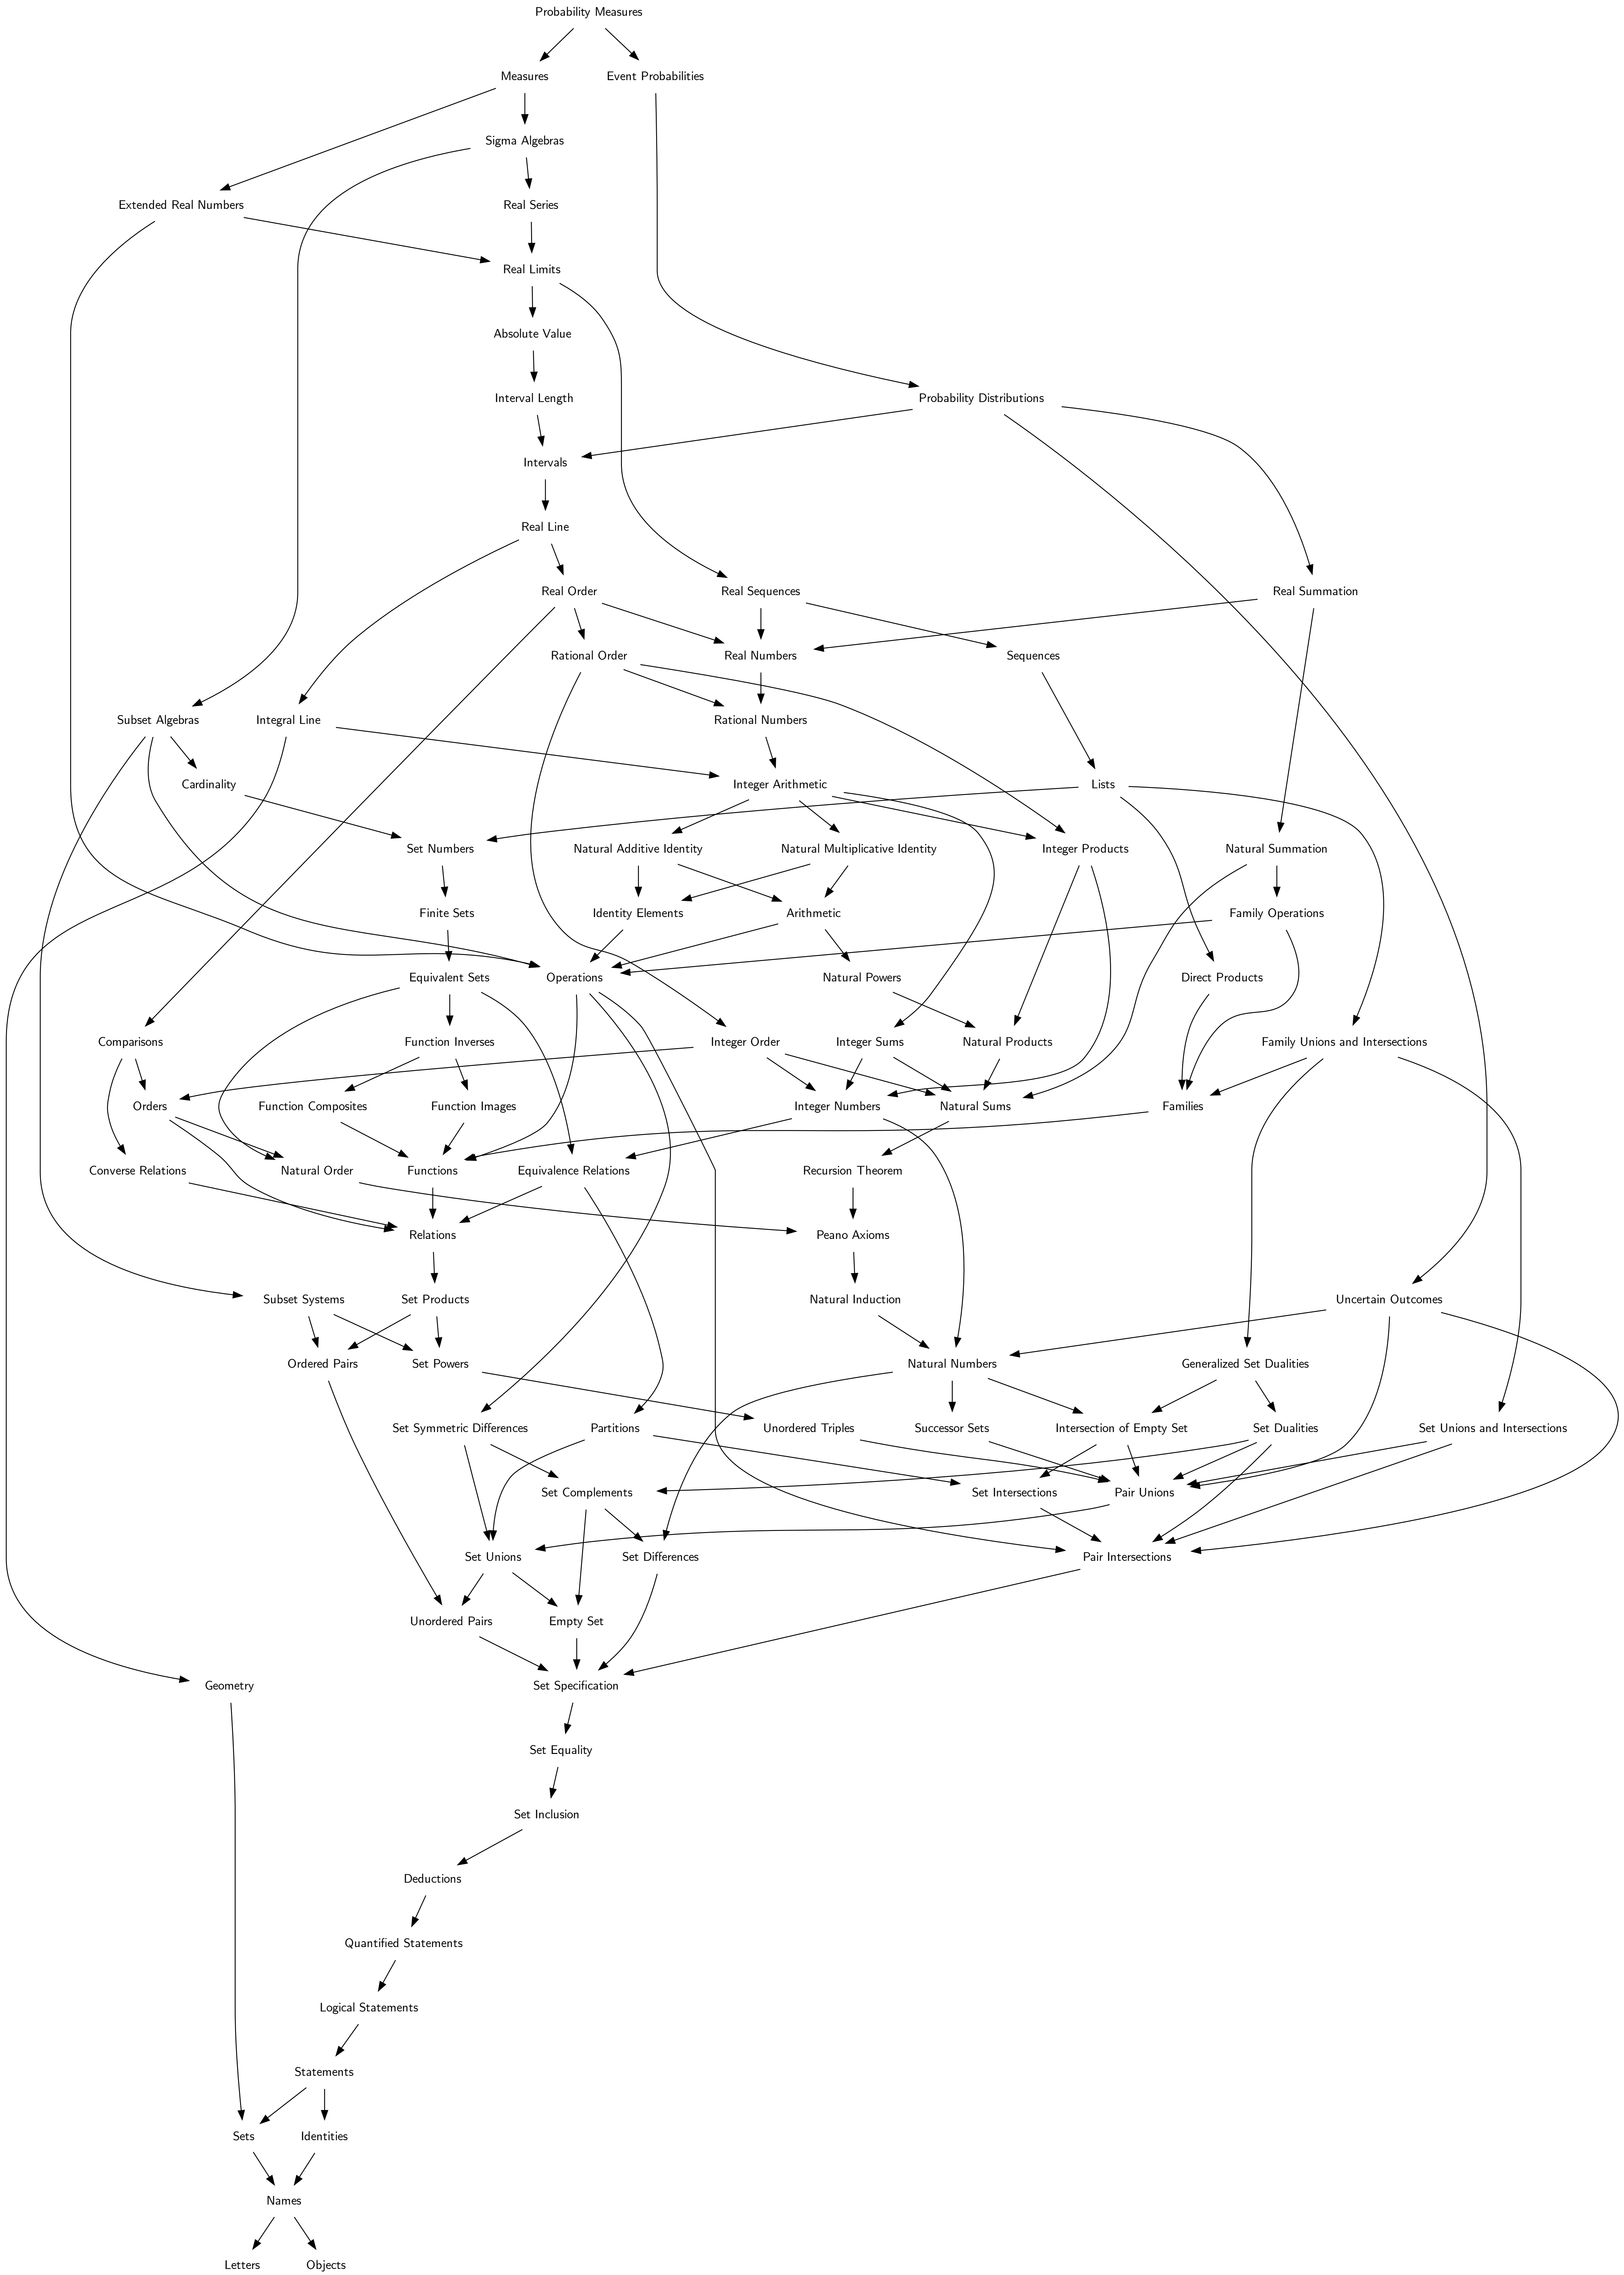 Probability Measures
Measures
Event Probabilities
Sigma Algebras
Extended Real Numbers
Real Series
Real Limits
Absolute Value
Interval Length
Probability Distributions
Intervals
Real Line
Real Order
Real Sequences
Real Summation
Rational Order
Real Numbers
Sequences
Subset Algebras
Integral Line
Rational Numbers
Cardinality
Integer Arithmetic
Lists
Set Numbers
Natural Additive Identity
Natural Multiplicative Identity
Integer Products
Natural Summation
Finite Sets
Identity Elements
Arithmetic
Family Operations
Equivalent Sets
Operations
Natural Powers
Direct Products
Comparisons
Function Inverses
Integer Order
Integer Sums
Natural Products
Family Unions and Intersections
Orders
Function Composites
Function Images
Integer Numbers
Natural Sums
Families
Converse Relations
Natural Order
Functions
Equivalence Relations
Recursion Theorem
Relations
Peano Axioms
Subset Systems
Set Products
Natural Induction
Uncertain Outcomes
Ordered Pairs
Set Powers
Natural Numbers
Generalized Set Dualities
Set Symmetric Differences
Partitions
Unordered Triples
Successor Sets
Intersection of Empty Set
Set Dualities
Set Unions and Intersections
Set Complements
Set Intersections
Pair Unions
Set Unions
Set Differences
Pair Intersections
Unordered Pairs
Empty Set
Geometry
Set Specification
Set Equality
Set Inclusion
Deductions
Quantified Statements
Logical Statements
Statements
Sets
Identities
Names
Letters
Objects